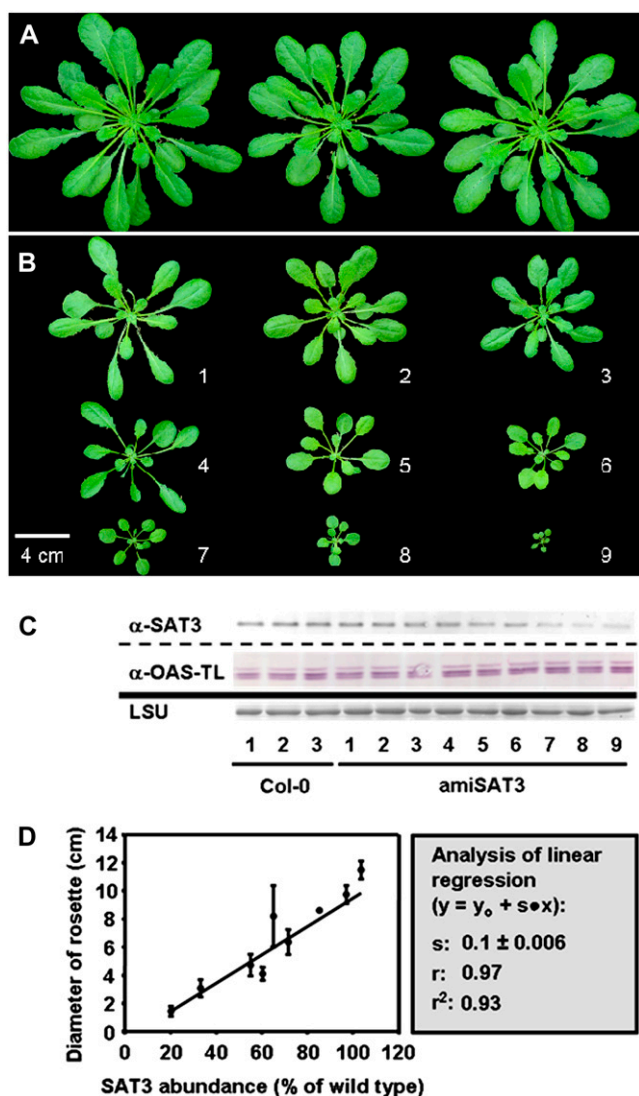 A
B
1
2
3
4
5
6
4 cm
7
8
9
C
α-SAT3
α-OAS-TL
LSU
1 2 3 1 2 3 4 5 6 7 8 9
Col-0 amiSAT3
D
Diameter of rosette (cm)
14
12
10
8
6
4
2
0
0 20 40 60 80 100 120
SAT3 abundance (% of wild type)
Analysis of linear
regression
(y = y₀ + s•x):
s: 0.1 ± 0.006
r: 0.97
r²: 0.93